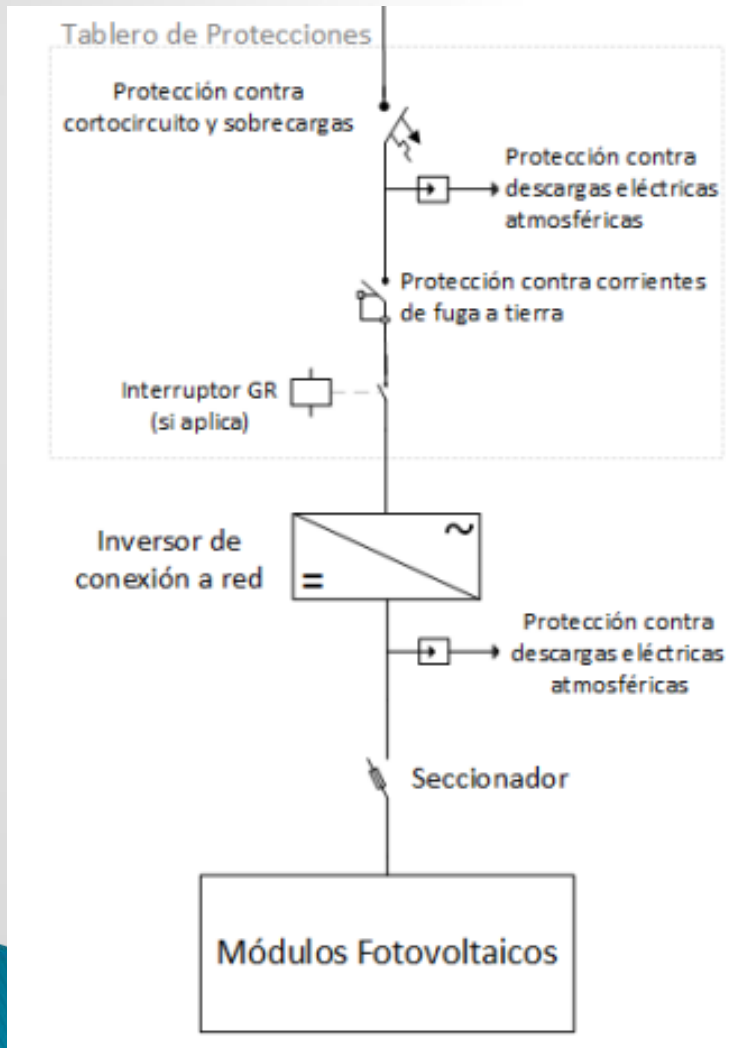 Tablero de Protecciones
Protección contra
cortocircuito y sobrecargas
Protección contra
descargas eléctricas
atmosféricas
Protección contra corrientes
de fuga a tierra
Interruptor GR
(si aplica)
Inversor de
conexión a red
~
=
Protección contra
descargas eléctricas
atmosféricas
Seccionador
Módulos Fotovoltaicos